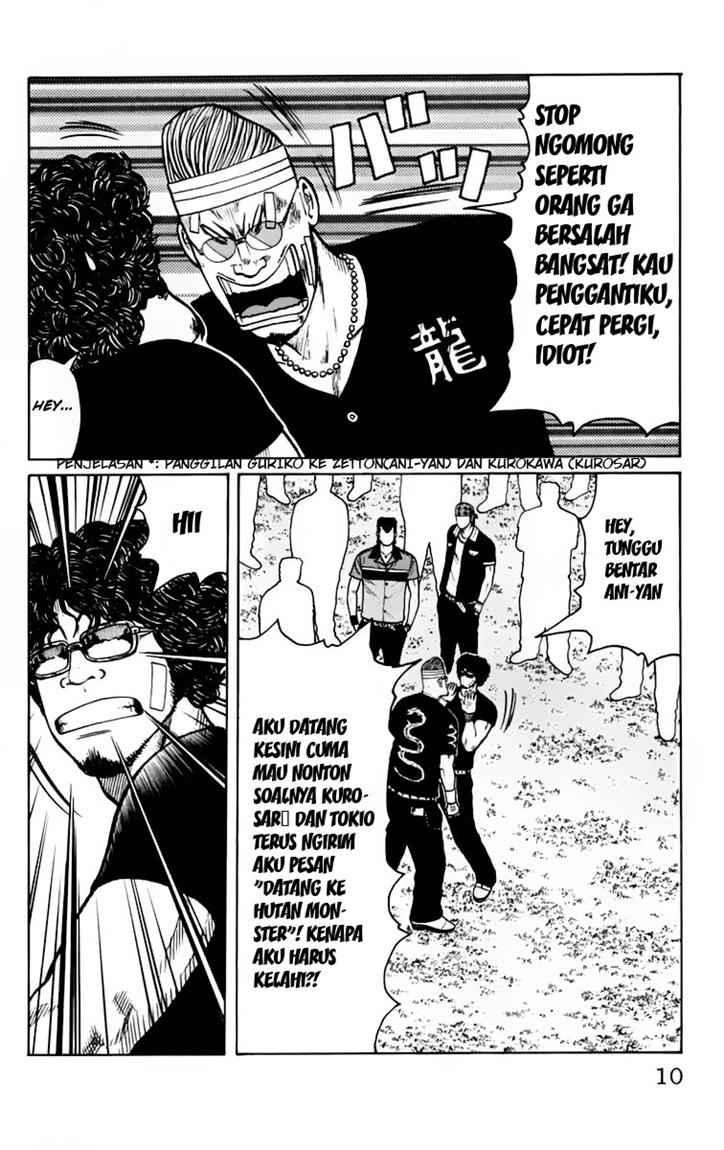 STOP
NGOMONG
SEPERTI
ORANG GA
BERSALAH
BANGSAT! KAU
PENGGANTIKU,
CEPAT PERGI,
IDIOT!
バッ
龍
HEY...
PENJELASAN *: PANGGILAN GURIKO KE ZETTON(ANI-YAN) DAN KUROKAWA (KUROSAR)
HII
HEY,
TUNGGU
BENTAR
ANI-YAN
AKU DATANG
KESINI CUMA
MAU NONTON
SOALNYA KURO-
SAR▯ DAN TOKIO
TERUS NGIRIM
AKU PESAN
"DATANG KE
HUTAN MON-
STER"! KENAPA
AKU HARUS
KELAHI?!
10